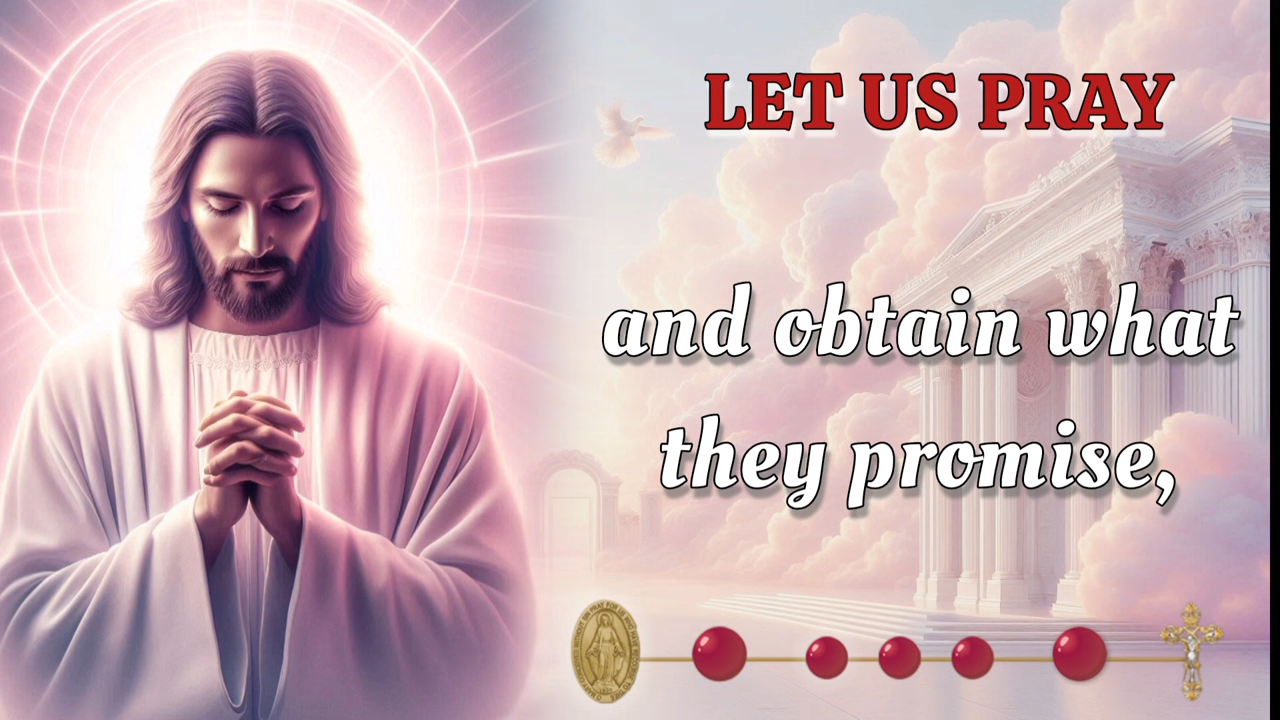 LET US PRAY
and obtain what
they promise,